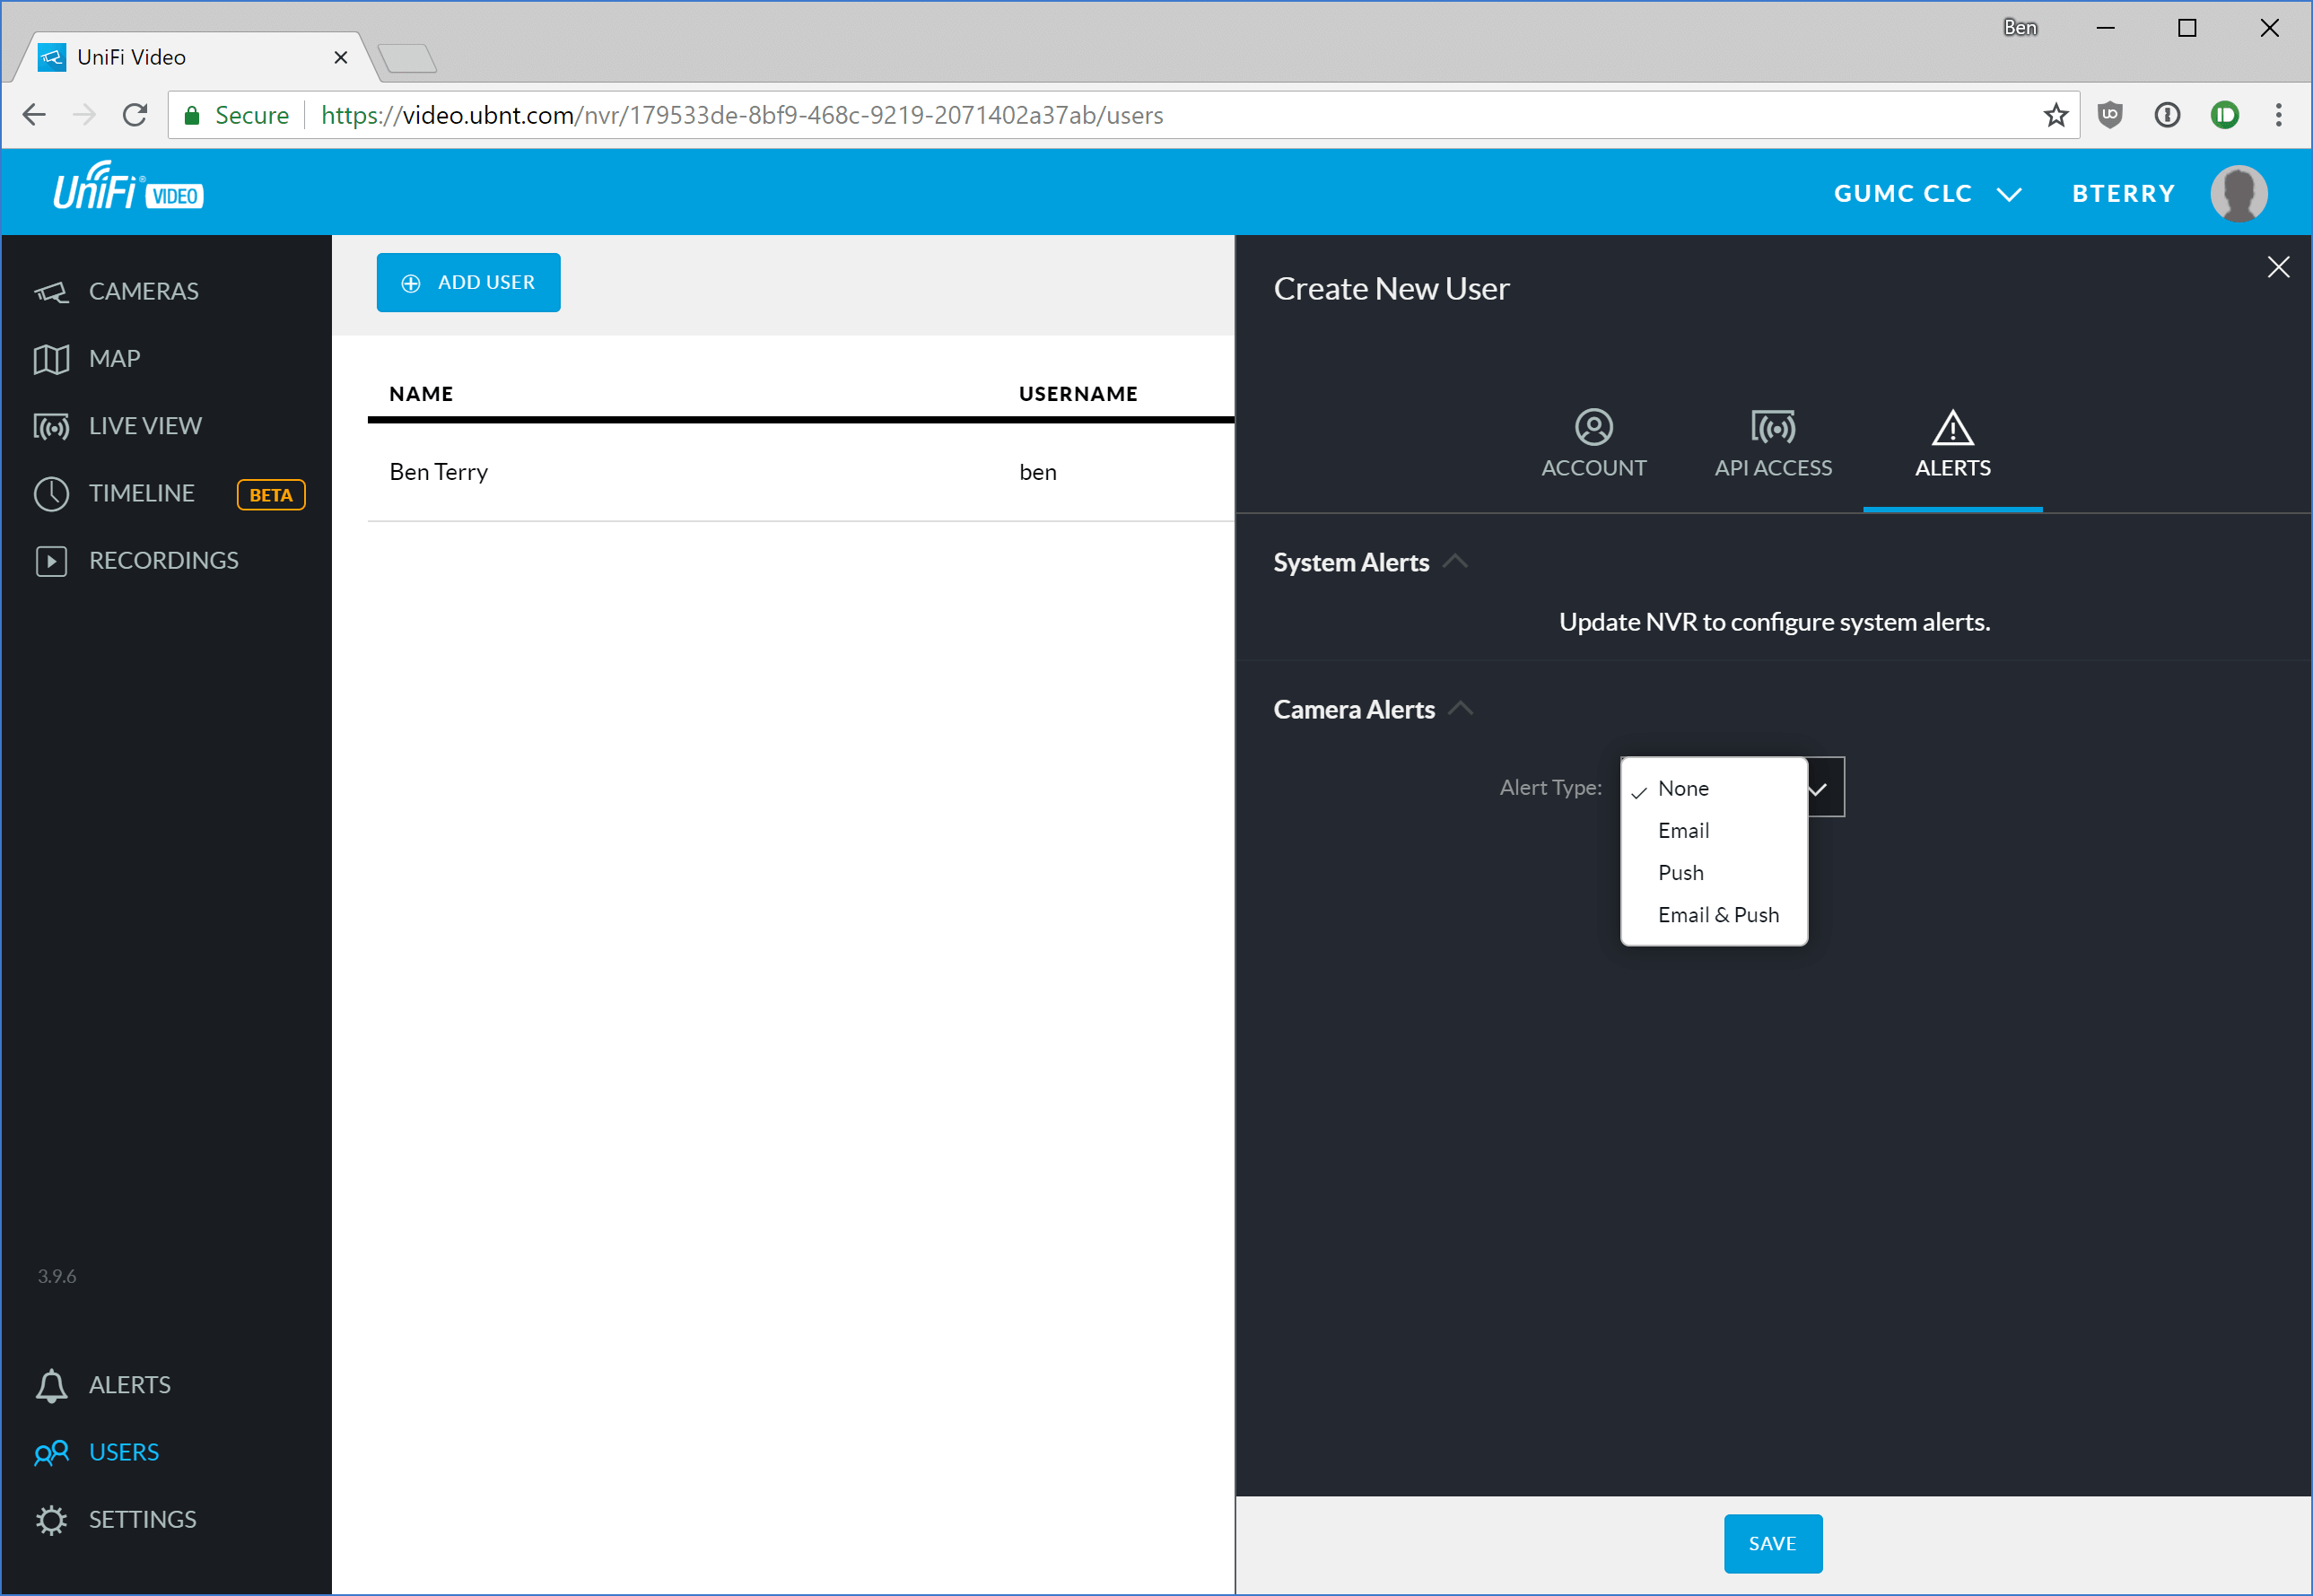 Ben
UniFi Video
Secure
https://video.ubnt.com/nvr/179533de-8bf9-468c-9219-2071402a37ab/users
UniFi® VIDEO
GUMC CLC
BTERRY
CAMERAS
MAP
LIVE VIEW
TIMELINE BETA
RECORDINGS
3.9.6
ALERTS
USERS
SETTINGS
ADD USER
NAME USERNAME
Ben Terry ben
Create New User
ACCOUNT API ACCESS ALERTS
System Alerts
Update NVR to configure system alerts.
Camera Alerts
Alert Type:
None
Email
Push
Email & Push
SAVE